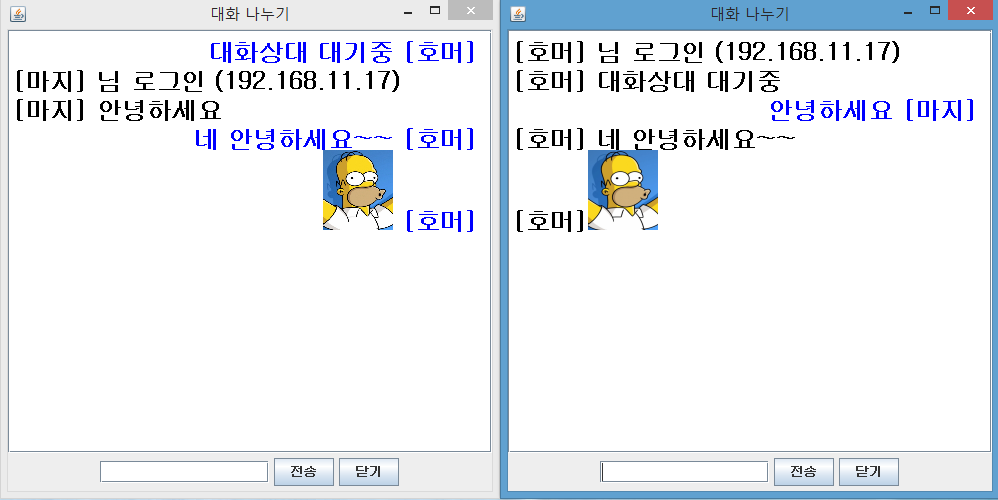 대화 나누기
대화상대 대기중 [호머]
[마지] 님 로그인 (192.168.11.17)
[마지] 안녕하세요
네 안녕하세요~~ [호머]
[호머]
전송
닫기
대화 나누기
[호머] 님 로그인 (192.168.11.17)
[호머] 대화상대 대기중
안녕하세요 [마지]
[호머] 네 안녕하세요~~
[호머]
전송
닫기